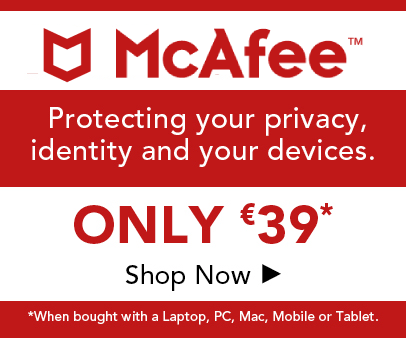 McAfee™
Protecting your privacy,
identity and your devices.
ONLY €39*
Shop Now ►
*When bought with a Laptop, PC, Mac, Mobile or Tablet.